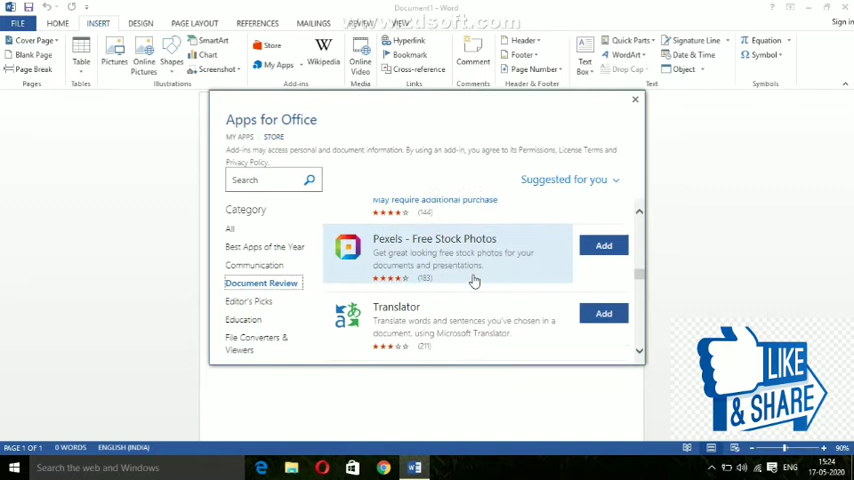 Document1 - Word
www.zdsoft.com
FILE HOME INSERT DESIGN PAGE LAYOUT REFERENCES MAILINGS REVIEW VIEW Sign in
Cover Page
Blank Page
Page Break
Pages
Table
Tables
Pictures
Online
Pictures
Shapes
SmartArt
Chart
Screenshot
Illustrations
Store
My Apps
Wikipedia
Add-ins
Online
Video
Media
Hyperlink
Bookmark
Cross-reference
Links
Comment
Comments
Header
Footer
Page Number
Header & Footer
Text
Box
Quick Parts
WordArt
Drop Cap
Signature Line
Date & Time
Object
Text
Equation
Symbol
Symbols
Apps for Office
MY APPS STORE
Add-ins may access personal and document information. By using an add-in, you agree to its Permissions, License Terms and
Privacy Policy.
Search
Suggested for you
Category
All
Best Apps of the Year
Communication
Document Review
Editor's Picks
Education
File Converters &
Viewers
May require additional purchase
(144)
Pexels - Free Stock Photos
Get great looking free stock photos for your
documents and presentations.
(183)
Add
Translator
Translate words and sentences you've chosen in a
document, using Microsoft Translator.
(211)
Add
LIKE
& SHARE
PAGE 1 OF 1 0 WORDS ENGLISH (INDIA) 90%
Search the web and Windows
ENG
15:24
17-05-2020